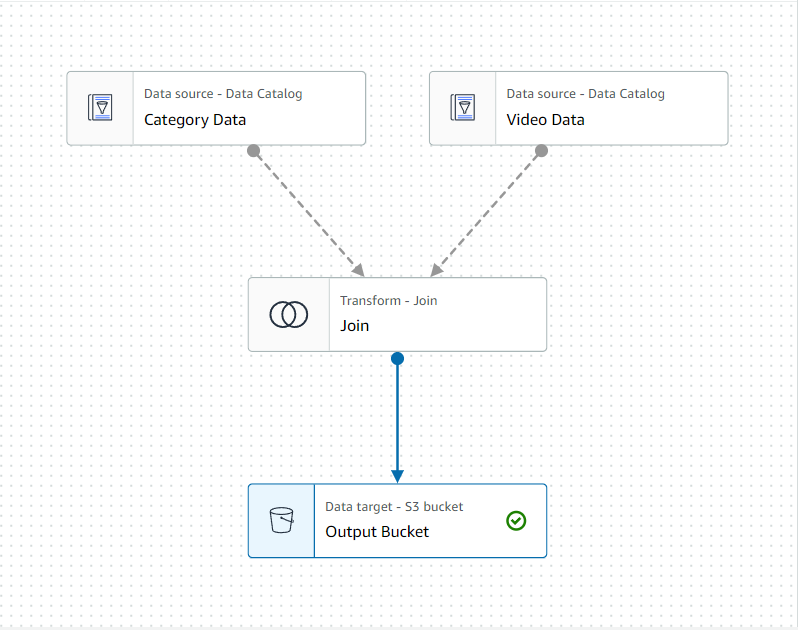 Data source - Data Catalog
Category Data
Data source - Data Catalog
Video Data
Transform - Join
Join
Data target - S3 bucket
Output Bucket